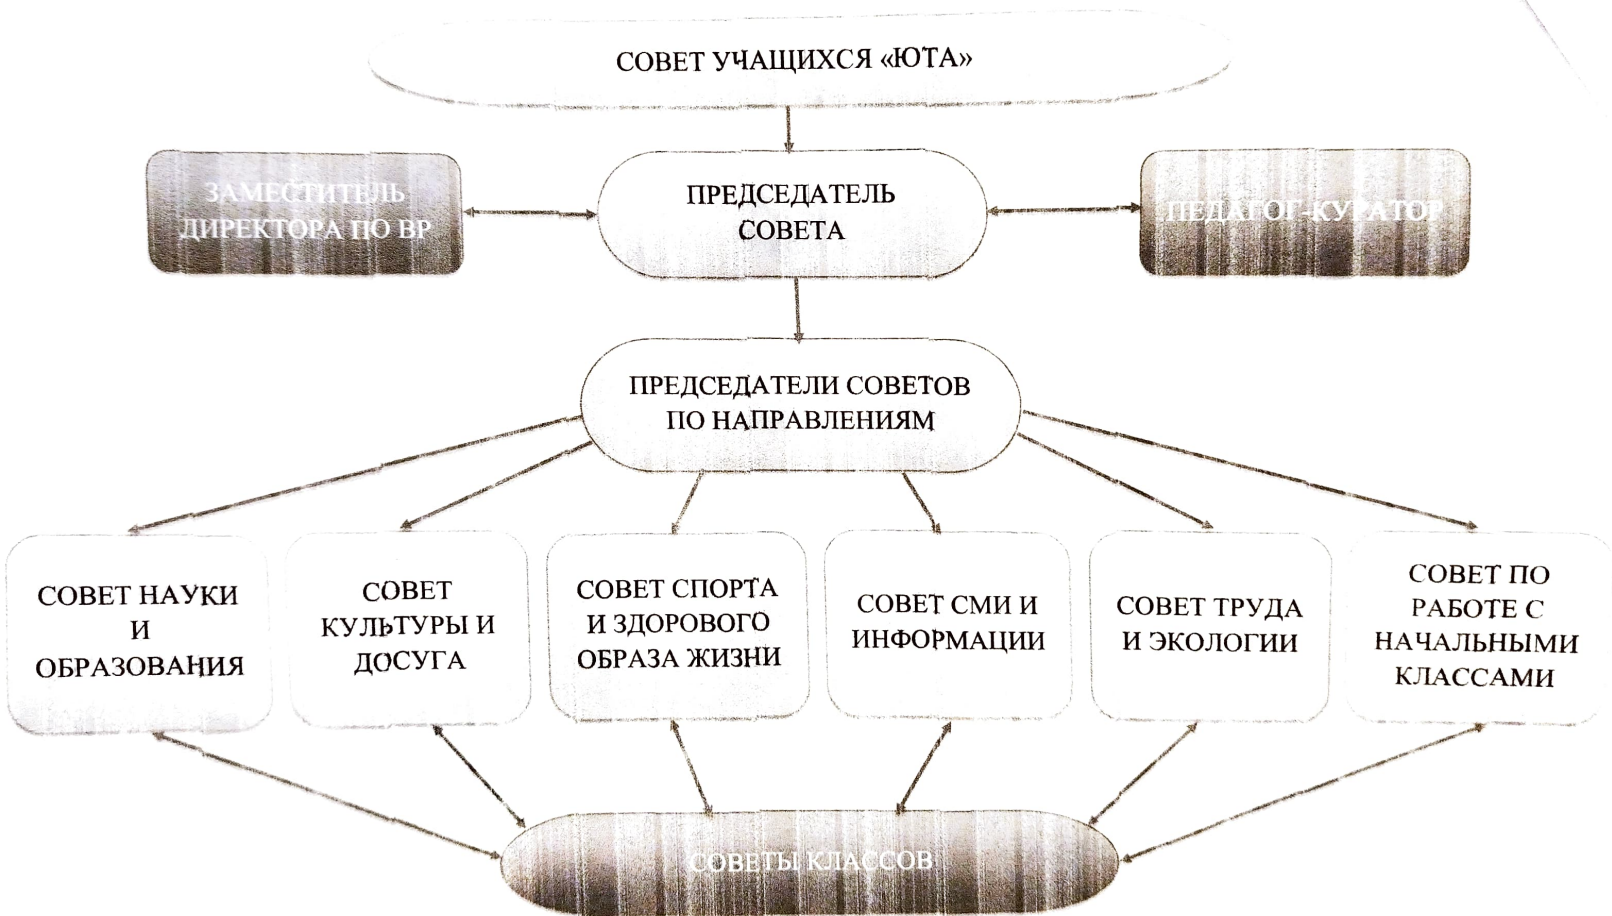 СОВЕТ УЧАЩИХСЯ «ЮТА»
ЗАМЕСТИТЕЛЬ
ДИРЕКТОРА ПО ВР
ПРЕДСЕДАТЕЛЬ
СОВЕТА
ПЕДАГОГ-КУРАТОР
ПРЕДСЕДАТЕЛИ СОВЕТОВ
ПО НАПРАВЛЕНИЯМ
СОВЕТ НАУКИ
И
ОБРАЗОВАНИЯ
СОВЕТ
КУЛЬТУРЫ И
ДОСУГА
СОВЕТ СПОРТА
И ЗДОРОВОГО
ОБРАЗА ЖИЗНИ
СОВЕТ СМИ И
ИНФОРМАЦИИ
СОВЕТ ТРУДА
И ЭКОЛОГИИ
СОВЕТ ПО
РАБОТЕ С
НАЧАЛЬНЫМИ
КЛАССАМИ
СОВЕТЫ КЛАССОВ